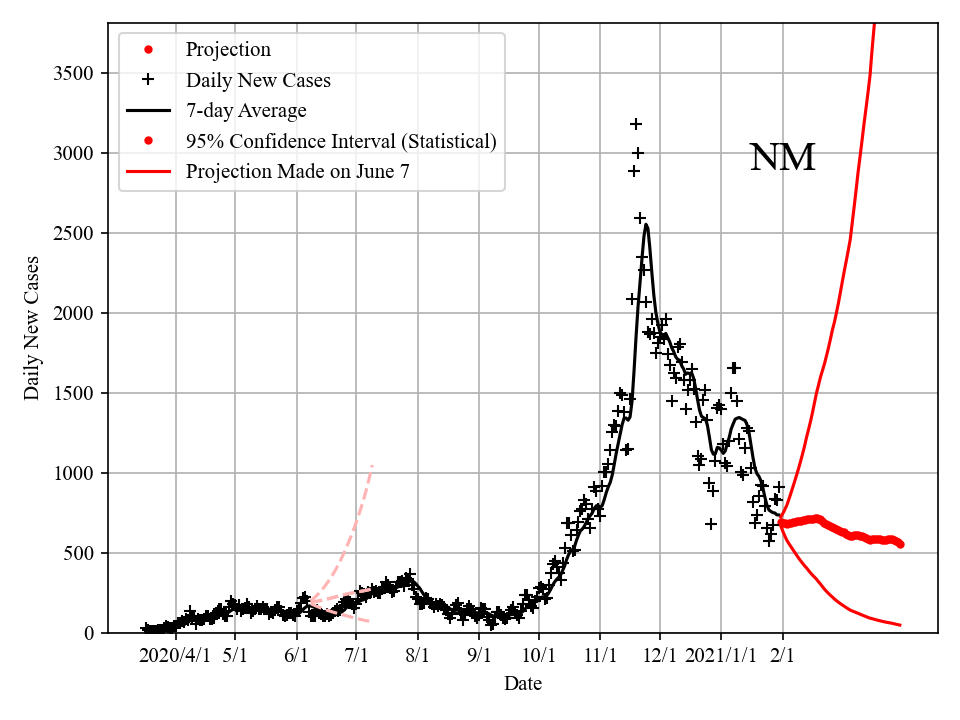 Projection
Daily New Cases
7-day Average
95% Confidence Interval (Statistical)
Projection Made on June 7
NM
3500
3000
2500
2000
1500
1000
500
0
Daily New Cases
2020/4/1 5/1 6/1 7/1 8/1 9/1 10/1 11/1 12/1 2021/1/1 2/1
Date